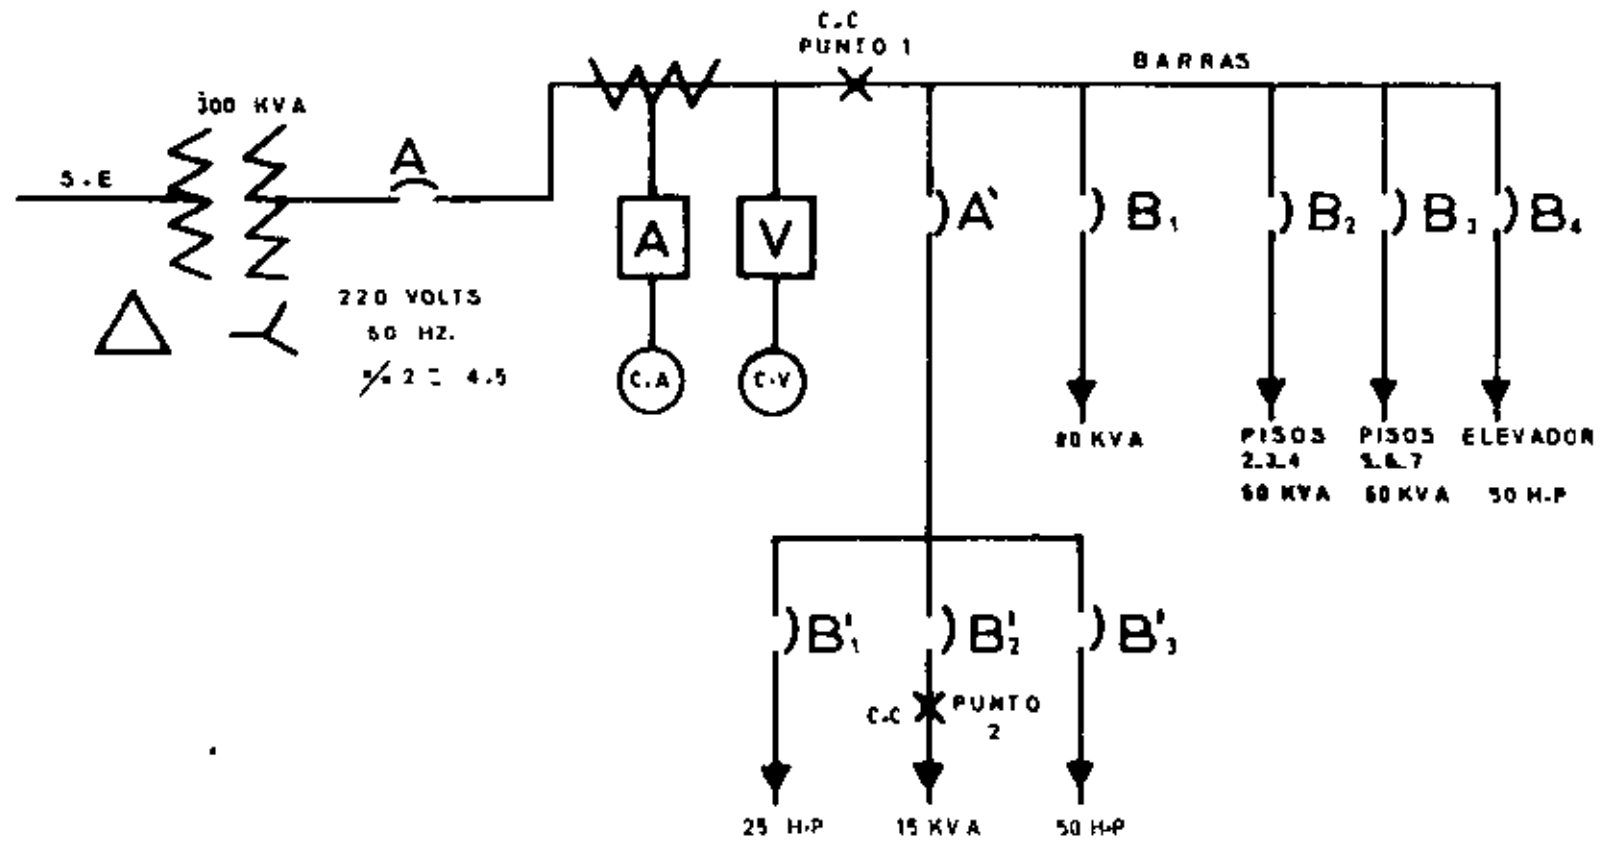 C.C
PUNTO 1
BARRAS
300 KVA
A
S.E
A'
B1
B2
B3
B4
A
V
220 VOLTS
60 HZ.
% Z = 4.5
C.A
C.V
80 KVA
PISOS
2.3.4
60 KVA
PISOS
5.6.7
60 KVA
ELEVADOR
50 H.P
B'1
B'2
B'3
C.C
PUNTO
2
25 H.P
15 KVA
50 H.P